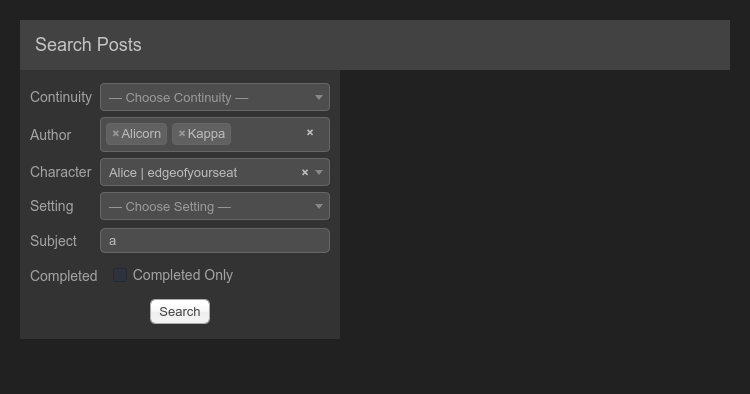 Search Posts
Continuity — Choose Continuity —
Author × Alicorn × Kappa ×
Character Alice | edgeofyourseat ×
Setting — Choose Setting —
Subject a
Completed Completed Only
Search